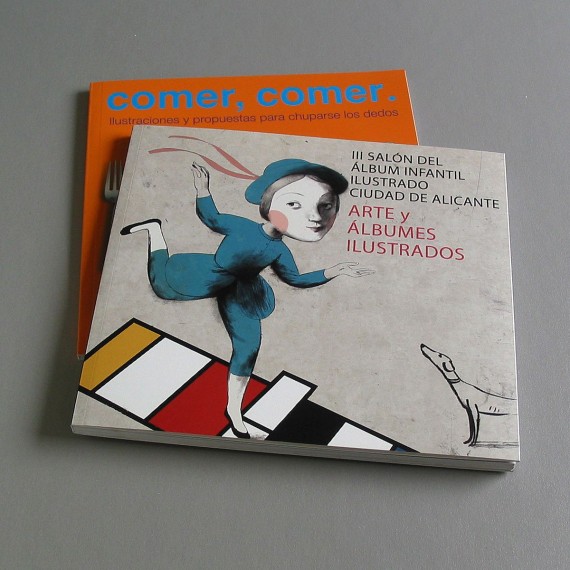 comer, comer.
Ilustraciones y propuestas para chuparse los dedos
III SALÓN DEL
ÁLBUM INFANTIL
ILUSTRADO
CIUDAD DE ALICANTE
ARTE y
ÁLBUMES
ILUSTRADOS